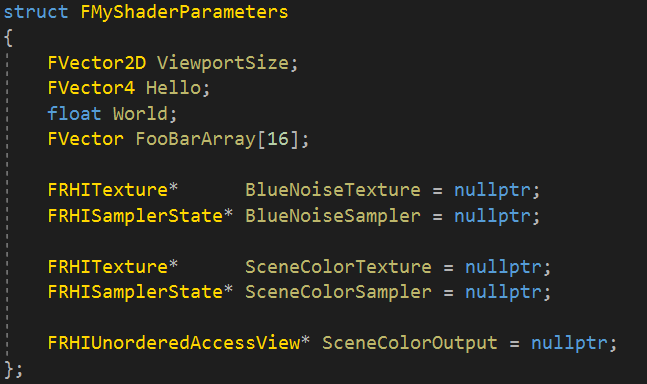 struct FMyShaderParameters
{
FVector2D ViewportSize;
FVector4 Hello;
float World;
FVector FooBarArray[16];
FRHITexture* BlueNoiseTexture = nullptr;
FRHISamplerState* BlueNoiseSampler = nullptr;
FRHITexture* SceneColorTexture = nullptr;
FRHISamplerState* SceneColorSampler = nullptr;
FRHIUnorderedAccessView* SceneColorOutput = nullptr;
};